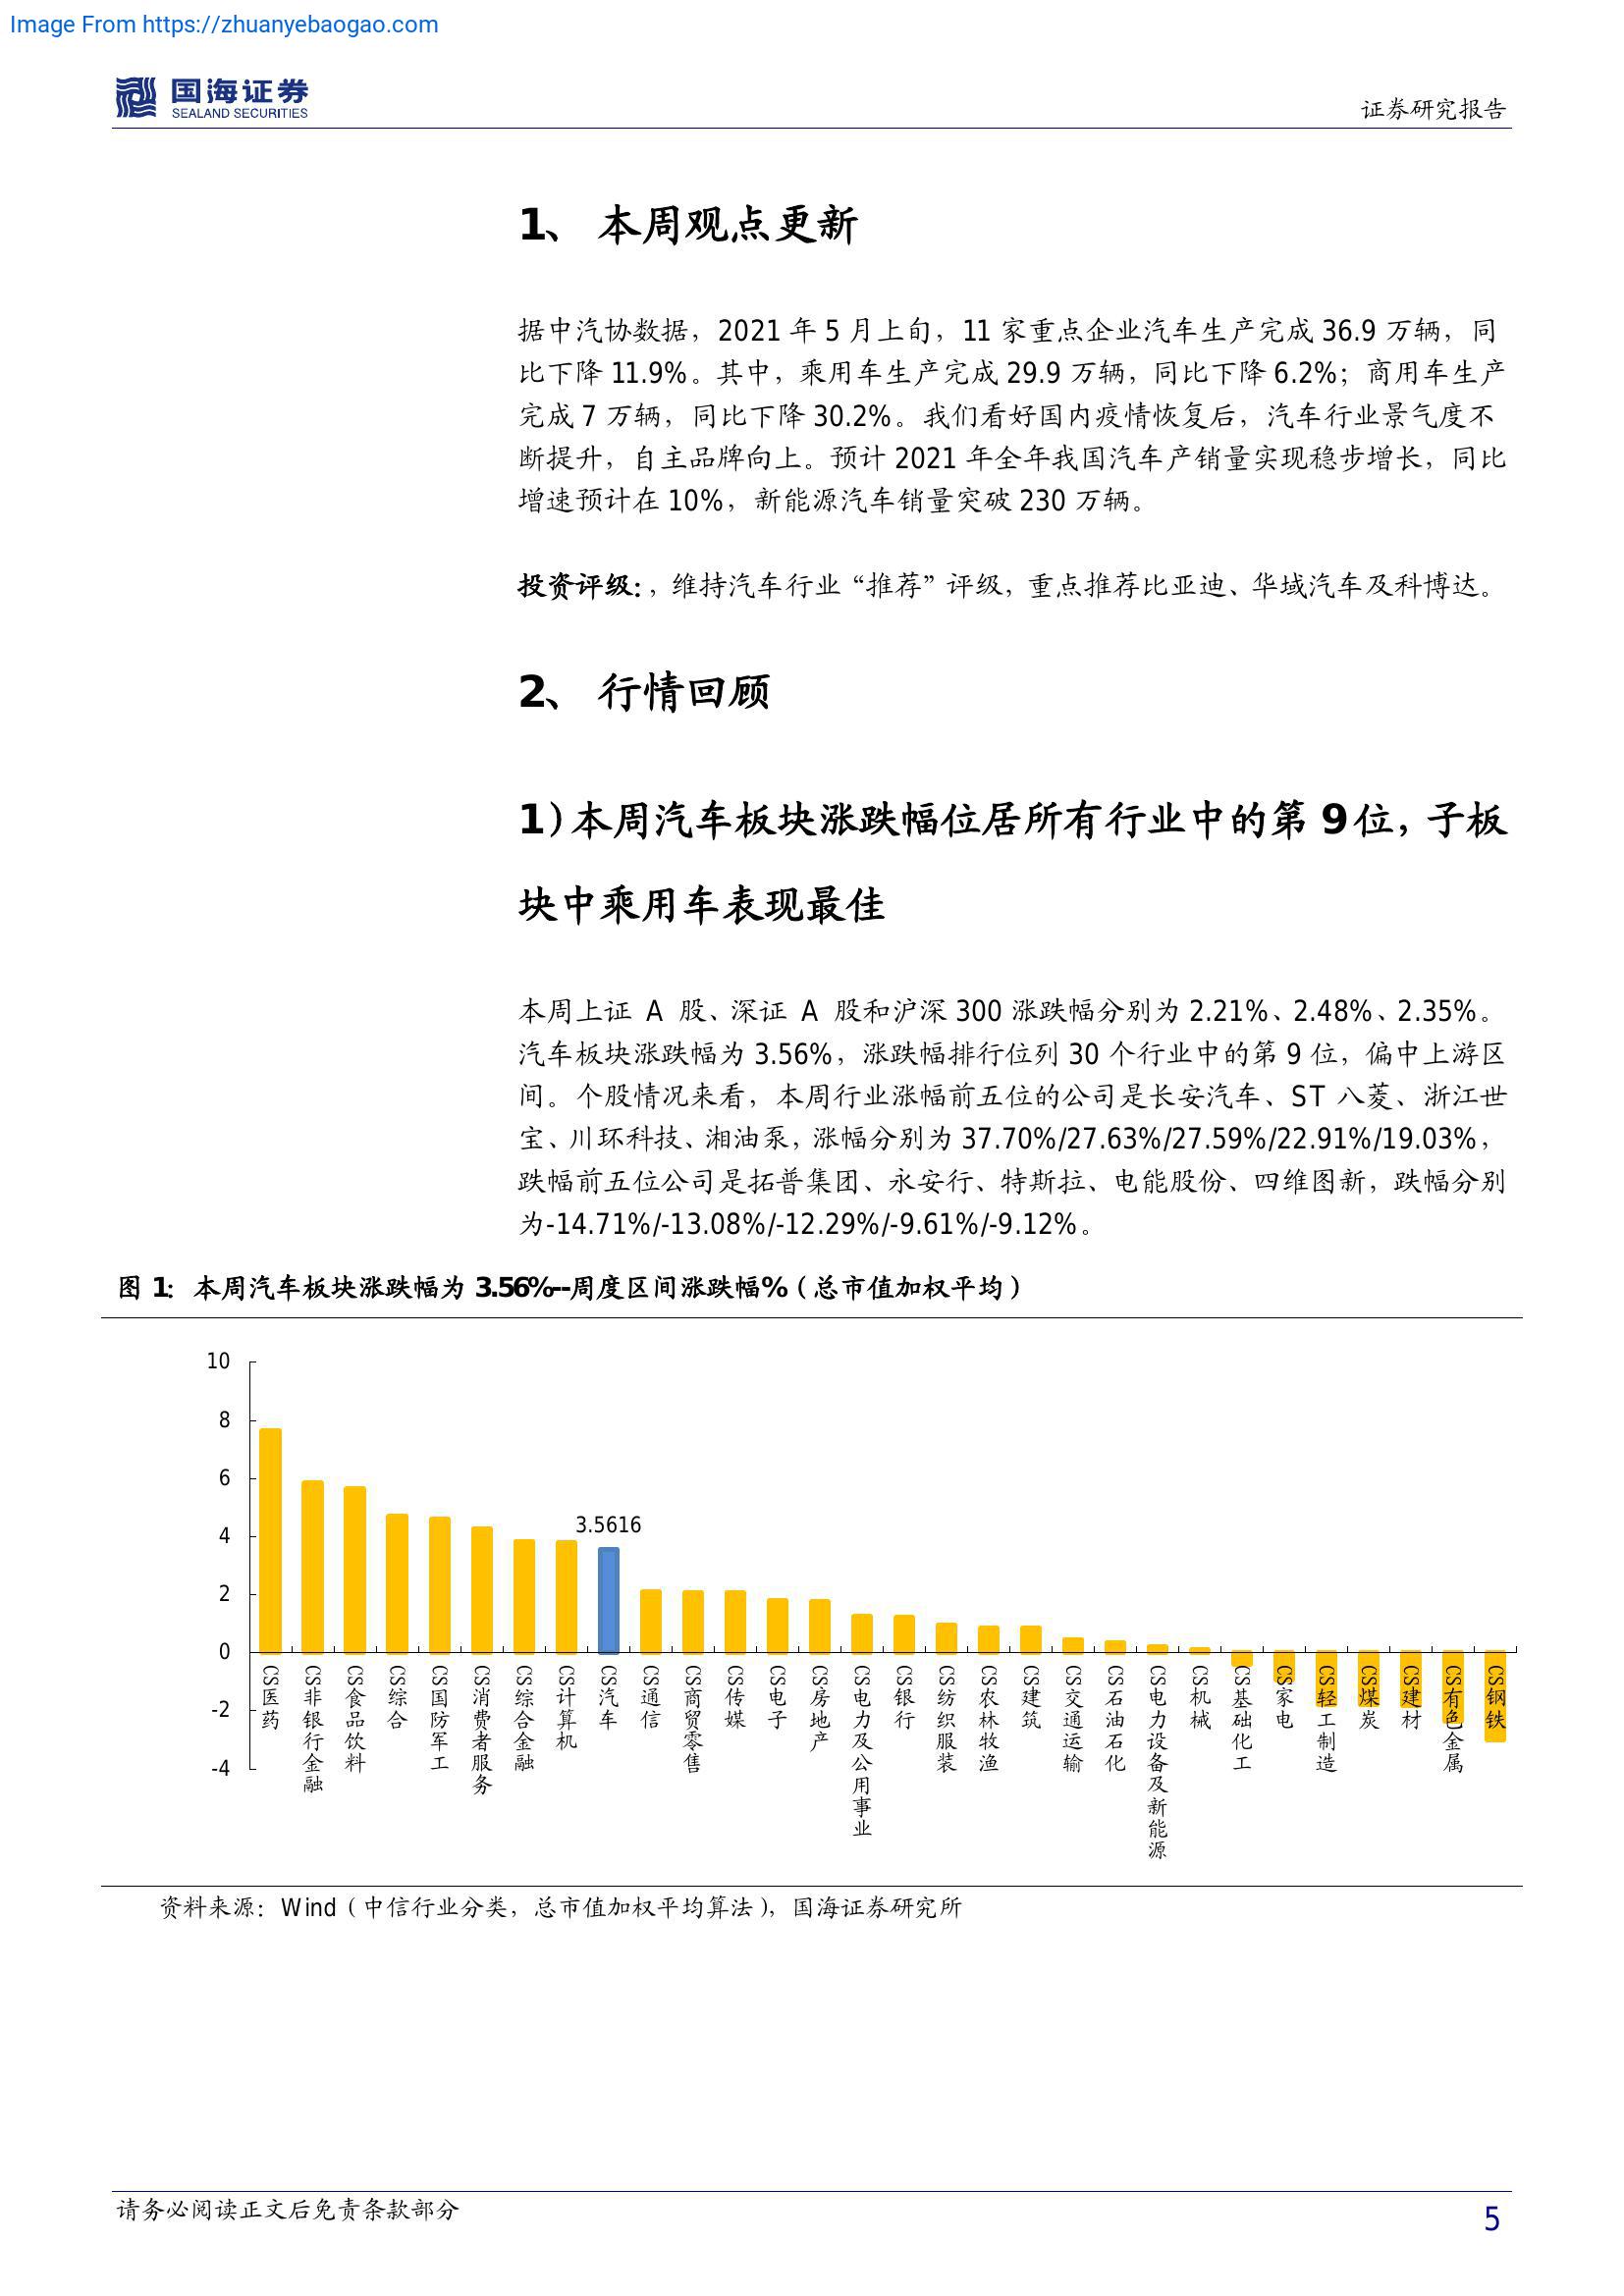 Image From https://zhuanyebaogao.com
国海证券
SEALAND SECURITIES
证券研究报告
1、 本周观点更新
据中汽协数据，2021 年 5 月上旬，11 家重点企业汽车生产完成 36.9 万辆，同
比下降 11.9%。其中，乘用车生产完成 29.9 万辆，同比下降 6.2%；商用车生产
完成 7 万辆，同比下降 30.2%。我们看好国内疫情恢复后，汽车行业景气度不
断提升，自主品牌向上。预计 2021 年全年我国汽车产销量实现稳步增长，同比
增速预计在 10%，新能源汽车销量突破 230 万辆。
投资评级：，维持汽车行业“推荐”评级，重点推荐比亚迪、华域汽车及科博达。
2、 行情回顾
1）本周汽车板块涨跌幅位居所有行业中的第 9 位，子板
块中乘用车表现最佳
本周上证 A 股、深证 A 股和沪深 300 涨跌幅分别为 2.21%、2.48%、2.35%。
汽车板块涨跌幅为 3.56%，涨跌幅排行位列 30 个行业中的第 9 位，偏中上游区
间。个股情况来看，本周行业涨幅前五位的公司是长安汽车、ST 八菱、浙江世
宝、川环科技、湘油泵，涨幅分别为 37.70%/27.63%/27.59%/22.91%/19.03%，
跌幅前五位公司是拓普集团、永安行、特斯拉、电能股份、四维图新，跌幅分别
为-14.71%/-13.08%/-12.29%/-9.61%/-9.12%。
图 1：本周汽车板块涨跌幅为 3.56%--周度区间涨跌幅%（总市值加权平均）
10
8
6
4
2
0
-2
-4
3.5616
CS医药
CS非银行金融
CS食品饮料
CS综合
CS国防军工
CS消费者服务
CS综合金融
CS计算机
CS汽车
CS通信
CS商贸零售
CS传媒
CS电子
CS房地产
CS电力及公用事业
CS银行
CS纺织服装
CS农林牧渔
CS建筑
CS交通运输
CS石油石化
CS电力设备及新能源
CS机械
CS基础化工
CS家电
CS轻工制造
CS煤炭
CS建材
CS有色金属
CS钢铁
资料来源：Wind（中信行业分类，总市值加权平均算法），国海证券研究所
请务必阅读正文后免责条款部分
5